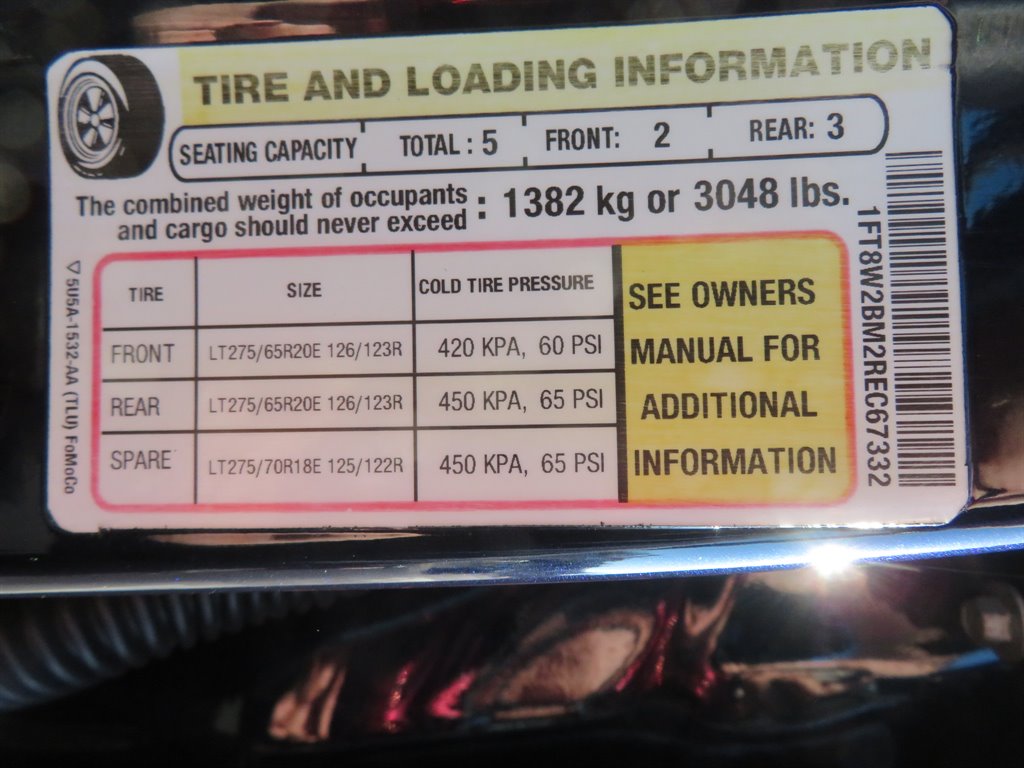 TIRE AND LOADING INFORMATION
SEATING CAPACITY TOTAL : 5 FRONT: 2 REAR: 3
The combined weight of occupants
and cargo should never exceed : 1382 kg or 3048 lbs.
TIRE SIZE COLD TIRE PRESSURE
FRONT LT275/65R20E 126/123R 420 KPA, 60 PSI
REAR LT275/65R20E 126/123R 450 KPA, 65 PSI
SPARE LT275/70R18E 125/122R 450 KPA, 65 PSI
SEE OWNERS
MANUAL FOR
ADDITIONAL
INFORMATION
1FT8W2BM2REC67332
▽ 5U5A-1532-AA (TLU) FoMoCo